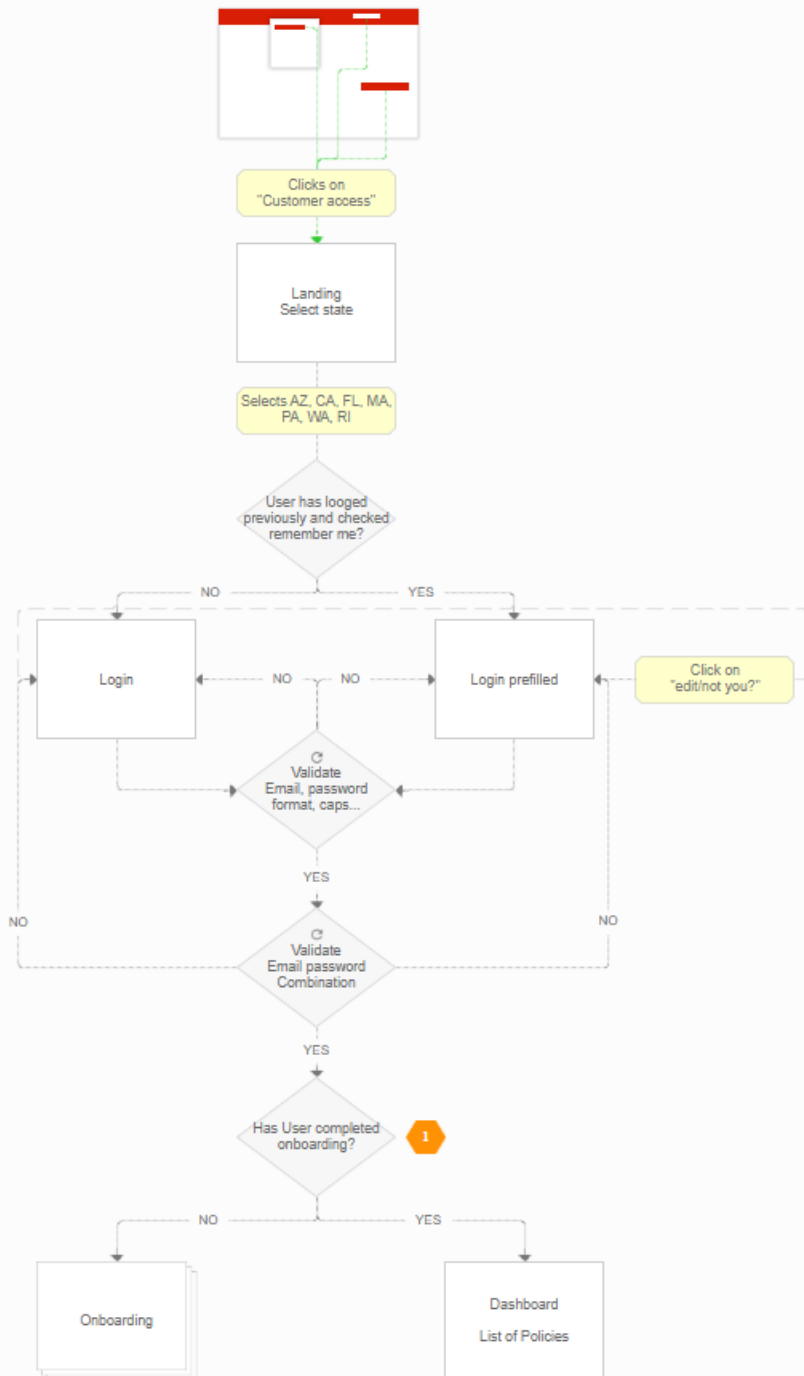 Clicks on
"Customer access"
Landing
Select state
Selects AZ, CA, FL, MA,
PA, WA, RI
User has looged
previously and checked
remember me?
NO
YES
Login
NO
NO
Login prefilled
Click on
"edit/not you?"
Validate
Email, password
format, caps...
YES
NO
NO
Validate
Email password
Combination
YES
Has User completed
onboarding?
1
NO
YES
Onboarding
Dashboard
List of Policies